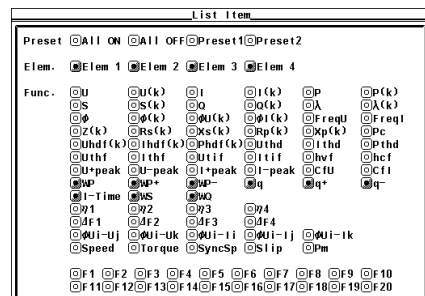 List Item
Preset All ON All OFF Preset1 Preset2
Elem. Elem 1 Elem 2 Elem 3 Elem 4
Func. U U(k) I I(k) P P(k)
S S(k) Q Q(k) λ λ(k)
ϕ ϕ(k) ϕU(k) ϕI(k) FreqU FreqI
Z(k) Rs(k) Xs(k) Rp(k) Xp(k) Pc
Uhdf(k) Ihdf(k) Phdf(k) Uthd Ithd Pthd
Uthf Ithf Utif Itif hvf hcf
U+peak U-peak I+peak I-peak CfU CfI
WP WP+ WP- q q+ q-
I-Time WS WQ
η1 η2 η3 η4
ΔF1 ΔF2 ΔF3 ΔF4
ϕUi-Uj ϕUi-Uk ϕUi-Ii ϕUi-Ij ϕUi-Ik
Speed Torque SyncSp Slip Pm
F1 F2 F3 F4 F5 F6 F7 F8 F9 F10
F11 F12 F13 F14 F15 F16 F17 F18 F19 F20